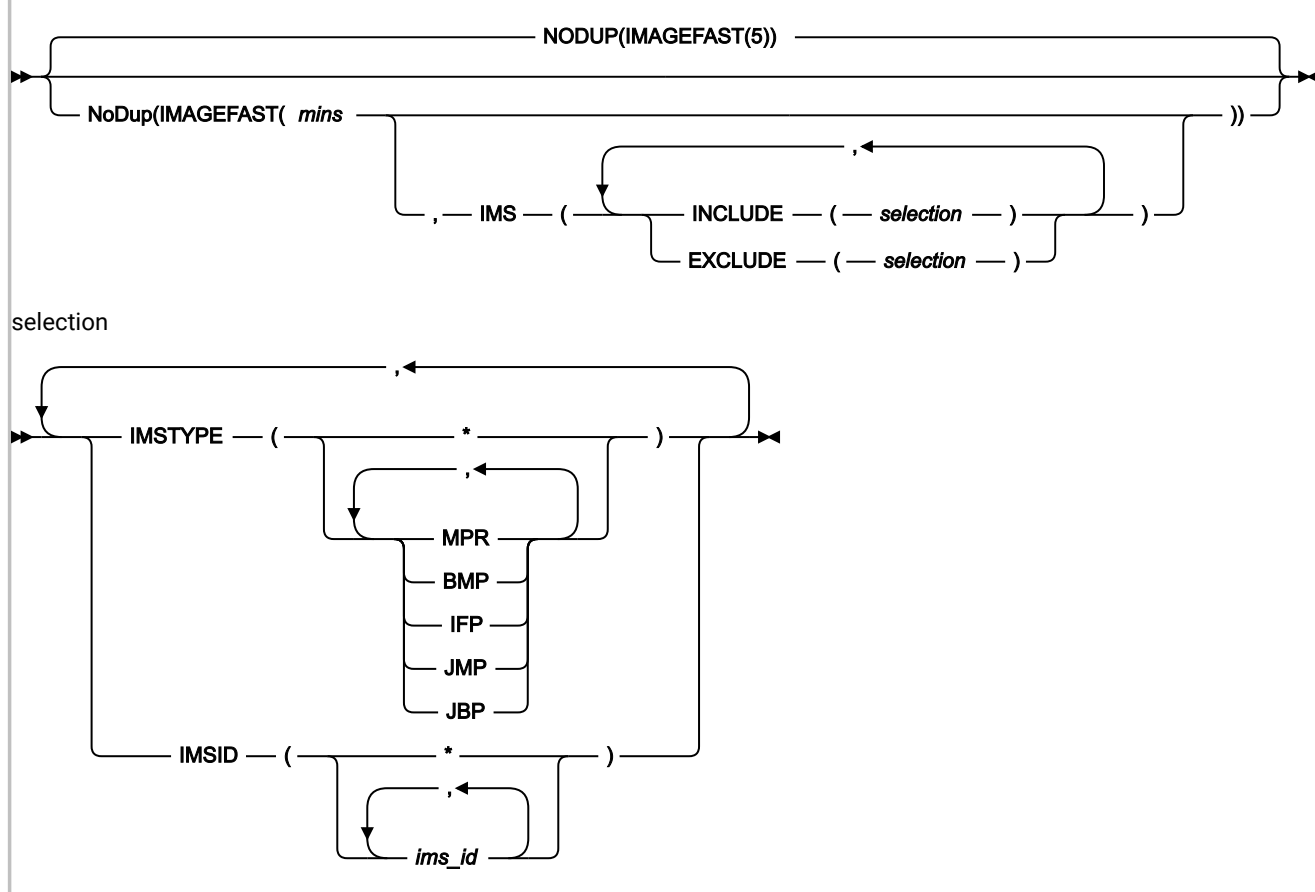 NODUP(IMAGEFAST(5))
NoDup(IMAGEFAST( mins ))
,
, IMS ( INCLUDE ( selection ) )
EXCLUDE ( selection )
selection
,
IMSTYPE ( * )
,
MPR
BMP
IFP
JMP
JBP
IMSID ( * )
,
ims_id